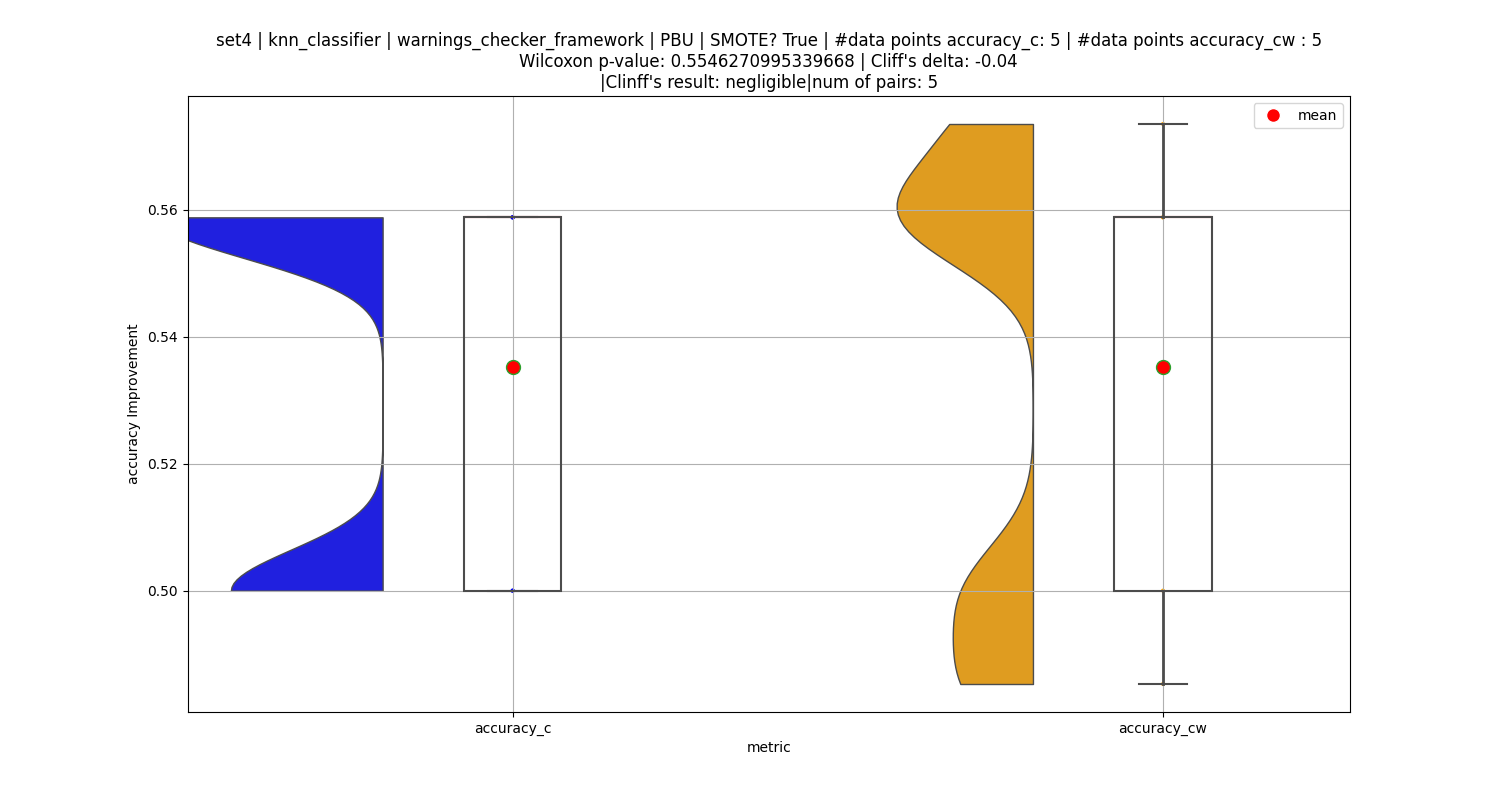 set4 | knn_classifier | warnings_checker_framework | PBU | SMOTE? True | #data points accuracy_c: 5 | #data points accuracy_cw : 5
Wilcoxon p-value: 0.5546270995339668 | Cliff's delta: -0.04
|Clinff's result: negligible|num of pairs: 5
mean
0.56
0.54
0.52
0.50
accuracy Improvement
accuracy_c
accuracy_cw
metric